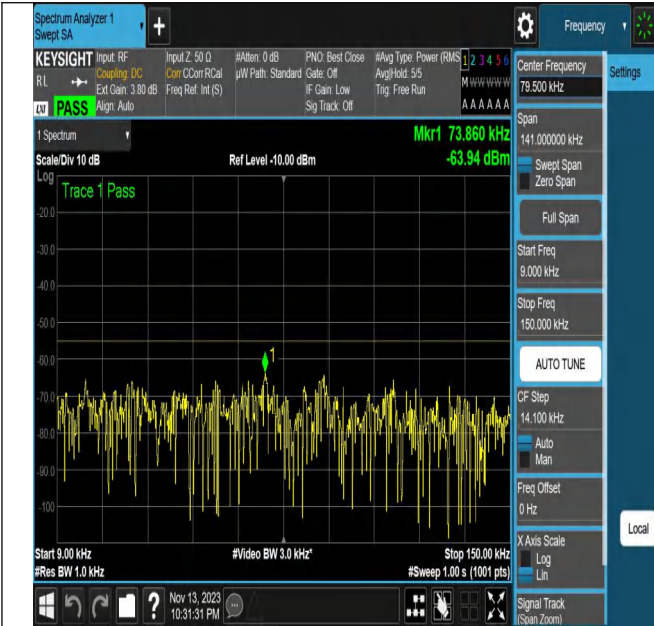 Spectrum Analyzer 1
Swept SA
Frequency
KEYSIGHT
Input: RF
Input Z: 50 Ω
#Atten: 0 dB
PNO: Best Close
#Avg Type: Power (RMS
1 2 3 4 5 6
RL
Coupling: DC
Corr CCorr RCal
µW Path: Standard
Gate: Off
Avg|Hold: 5/5
M W W W W W
Ext Gain: 3.80 dB
Freq Ref: Int (S)
IF Gain: Low
Trig: Free Run
PASS
Align: Auto
Sig Track: Off
A A A A A A
1 Spectrum
Mkr1 73.860 kHz
Scale/Div 10 dB
Ref Level -10.00 dBm
-63.94 dBm
Log
Trace 1 Pass
-20.0
-30.0
-40.0
-50.0
-60.0
-70.0
-80.0
-90.0
-100
1
Start 9.00 kHz
#Video BW 3.0 kHz*
Stop 150.00 kHz
#Res BW 1.0 kHz
#Sweep 1.00 s (1001 pts)
?
Nov 13, 2023
10:31:31 PM
Center Frequency
79.500 kHz
Settings
Span
141.000000 kHz
Swept Span
Zero Span
Full Span
Start Freq
9.000 kHz
Stop Freq
150.000 kHz
AUTO TUNE
CF Step
14.100 kHz
Auto
Man
Freq Offset
0 Hz
Local
X Axis Scale
Log
Lin
Signal Track
(Span Zoom)